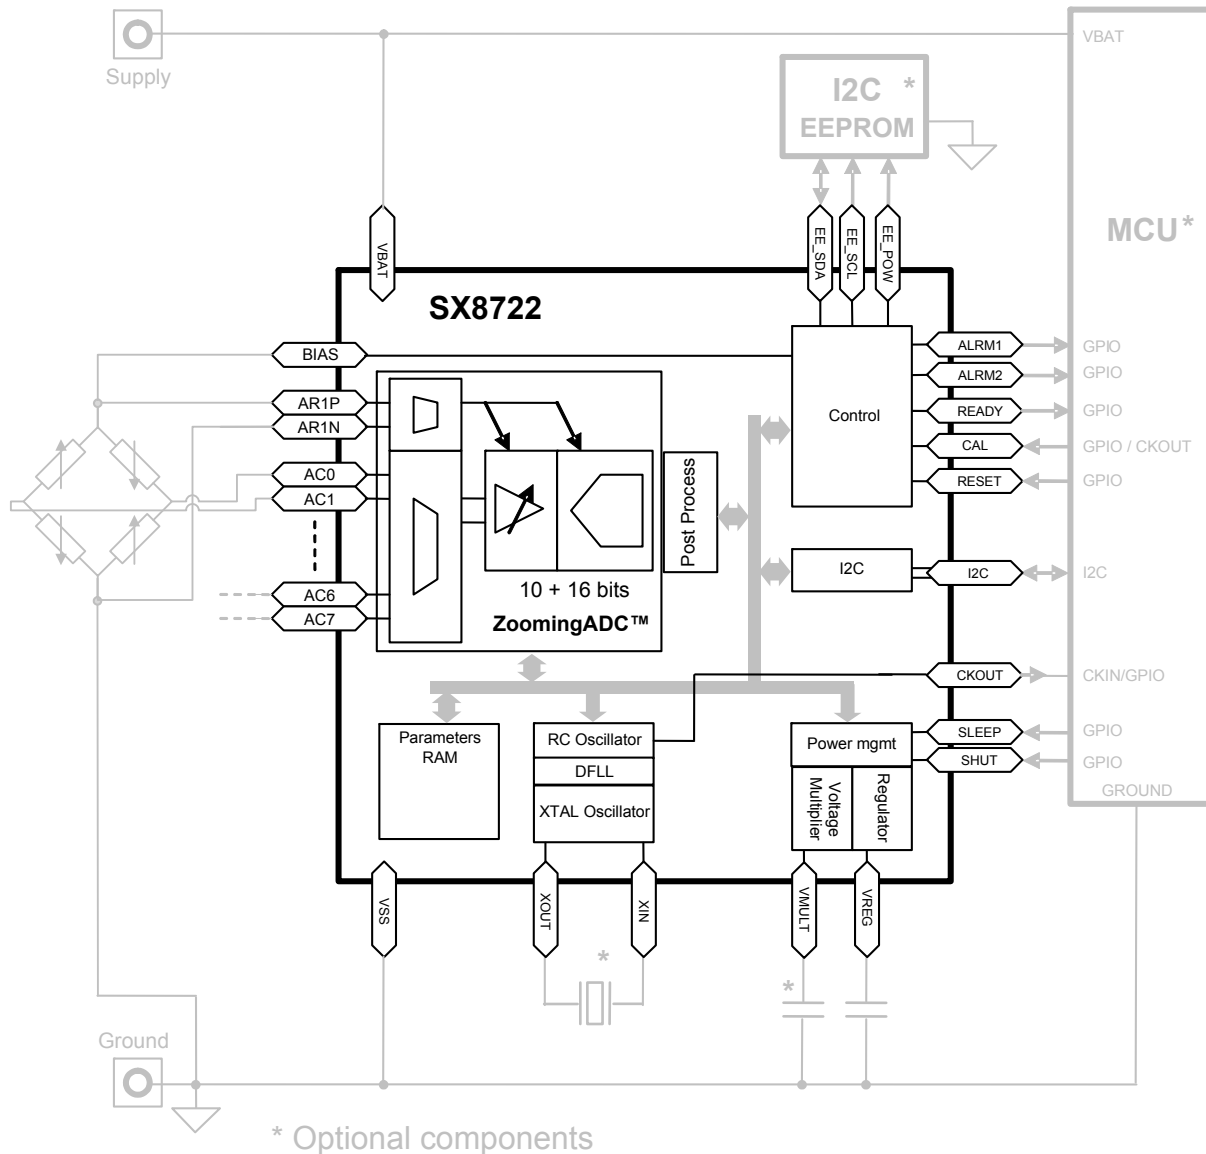 Supply
VBAT
I2C *
EEPROM
MCU*
VBAT
EE_SDA
EE_SCL
EE_POW
SX8722
BIAS
AR1P
AR1N
AC0
AC1
AC6
AC7
10 + 16 bits
ZoomingADC™
Post Process
Control
I2C
ALRM1
ALRM2
READY
CAL
RESET
I2C
CKOUT
SLEEP
SHUT
GPIO
GPIO
GPIO
GPIO / CKOUT
GPIO
I2C
CKIN/GPIO
GPIO
GPIO
GROUND
Parameters
RAM
RC Oscillator
DFLL
XTAL Oscillator
Power mgmt
Voltage
Multiplier
Regulator
VSS
XOUT
XIN
VMULT
VREG
*
*
Ground
* Optional components